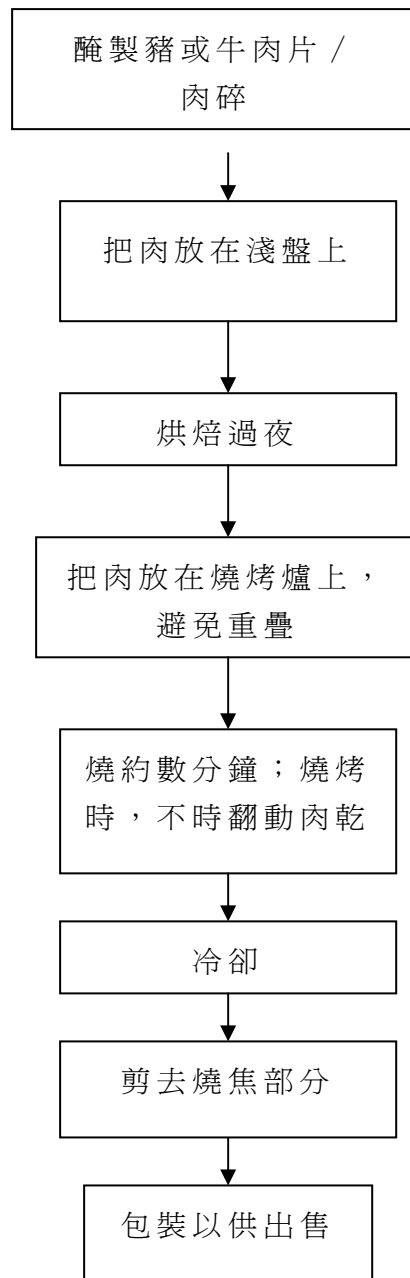 醃製豬或牛肉片 /
肉碎
把肉放在淺盤上
烘焙過夜
把肉放在燒烤爐上，
避免重疊
燒約數分鐘；燒烤
時，不時翻動肉乾
冷卻
剪去燒焦部分
包裝以供出售